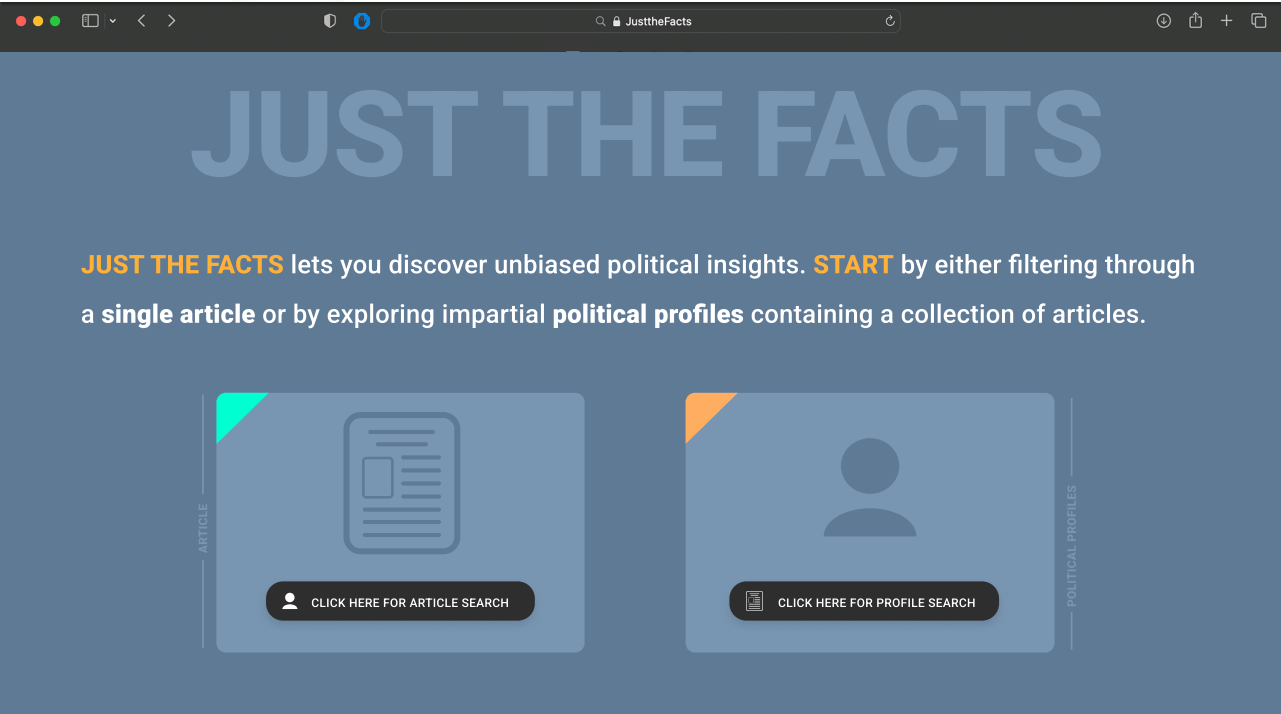 JusttheFacts
JUST THE FACTS
JUST THE FACTS lets you discover unbiased political insights. START by either filtering through
a single article or by exploring impartial political profiles containing a collection of articles.
ARTICLE
CLICK HERE FOR ARTICLE SEARCH
CLICK HERE FOR PROFILE SEARCH
POLITICAL PROFILES